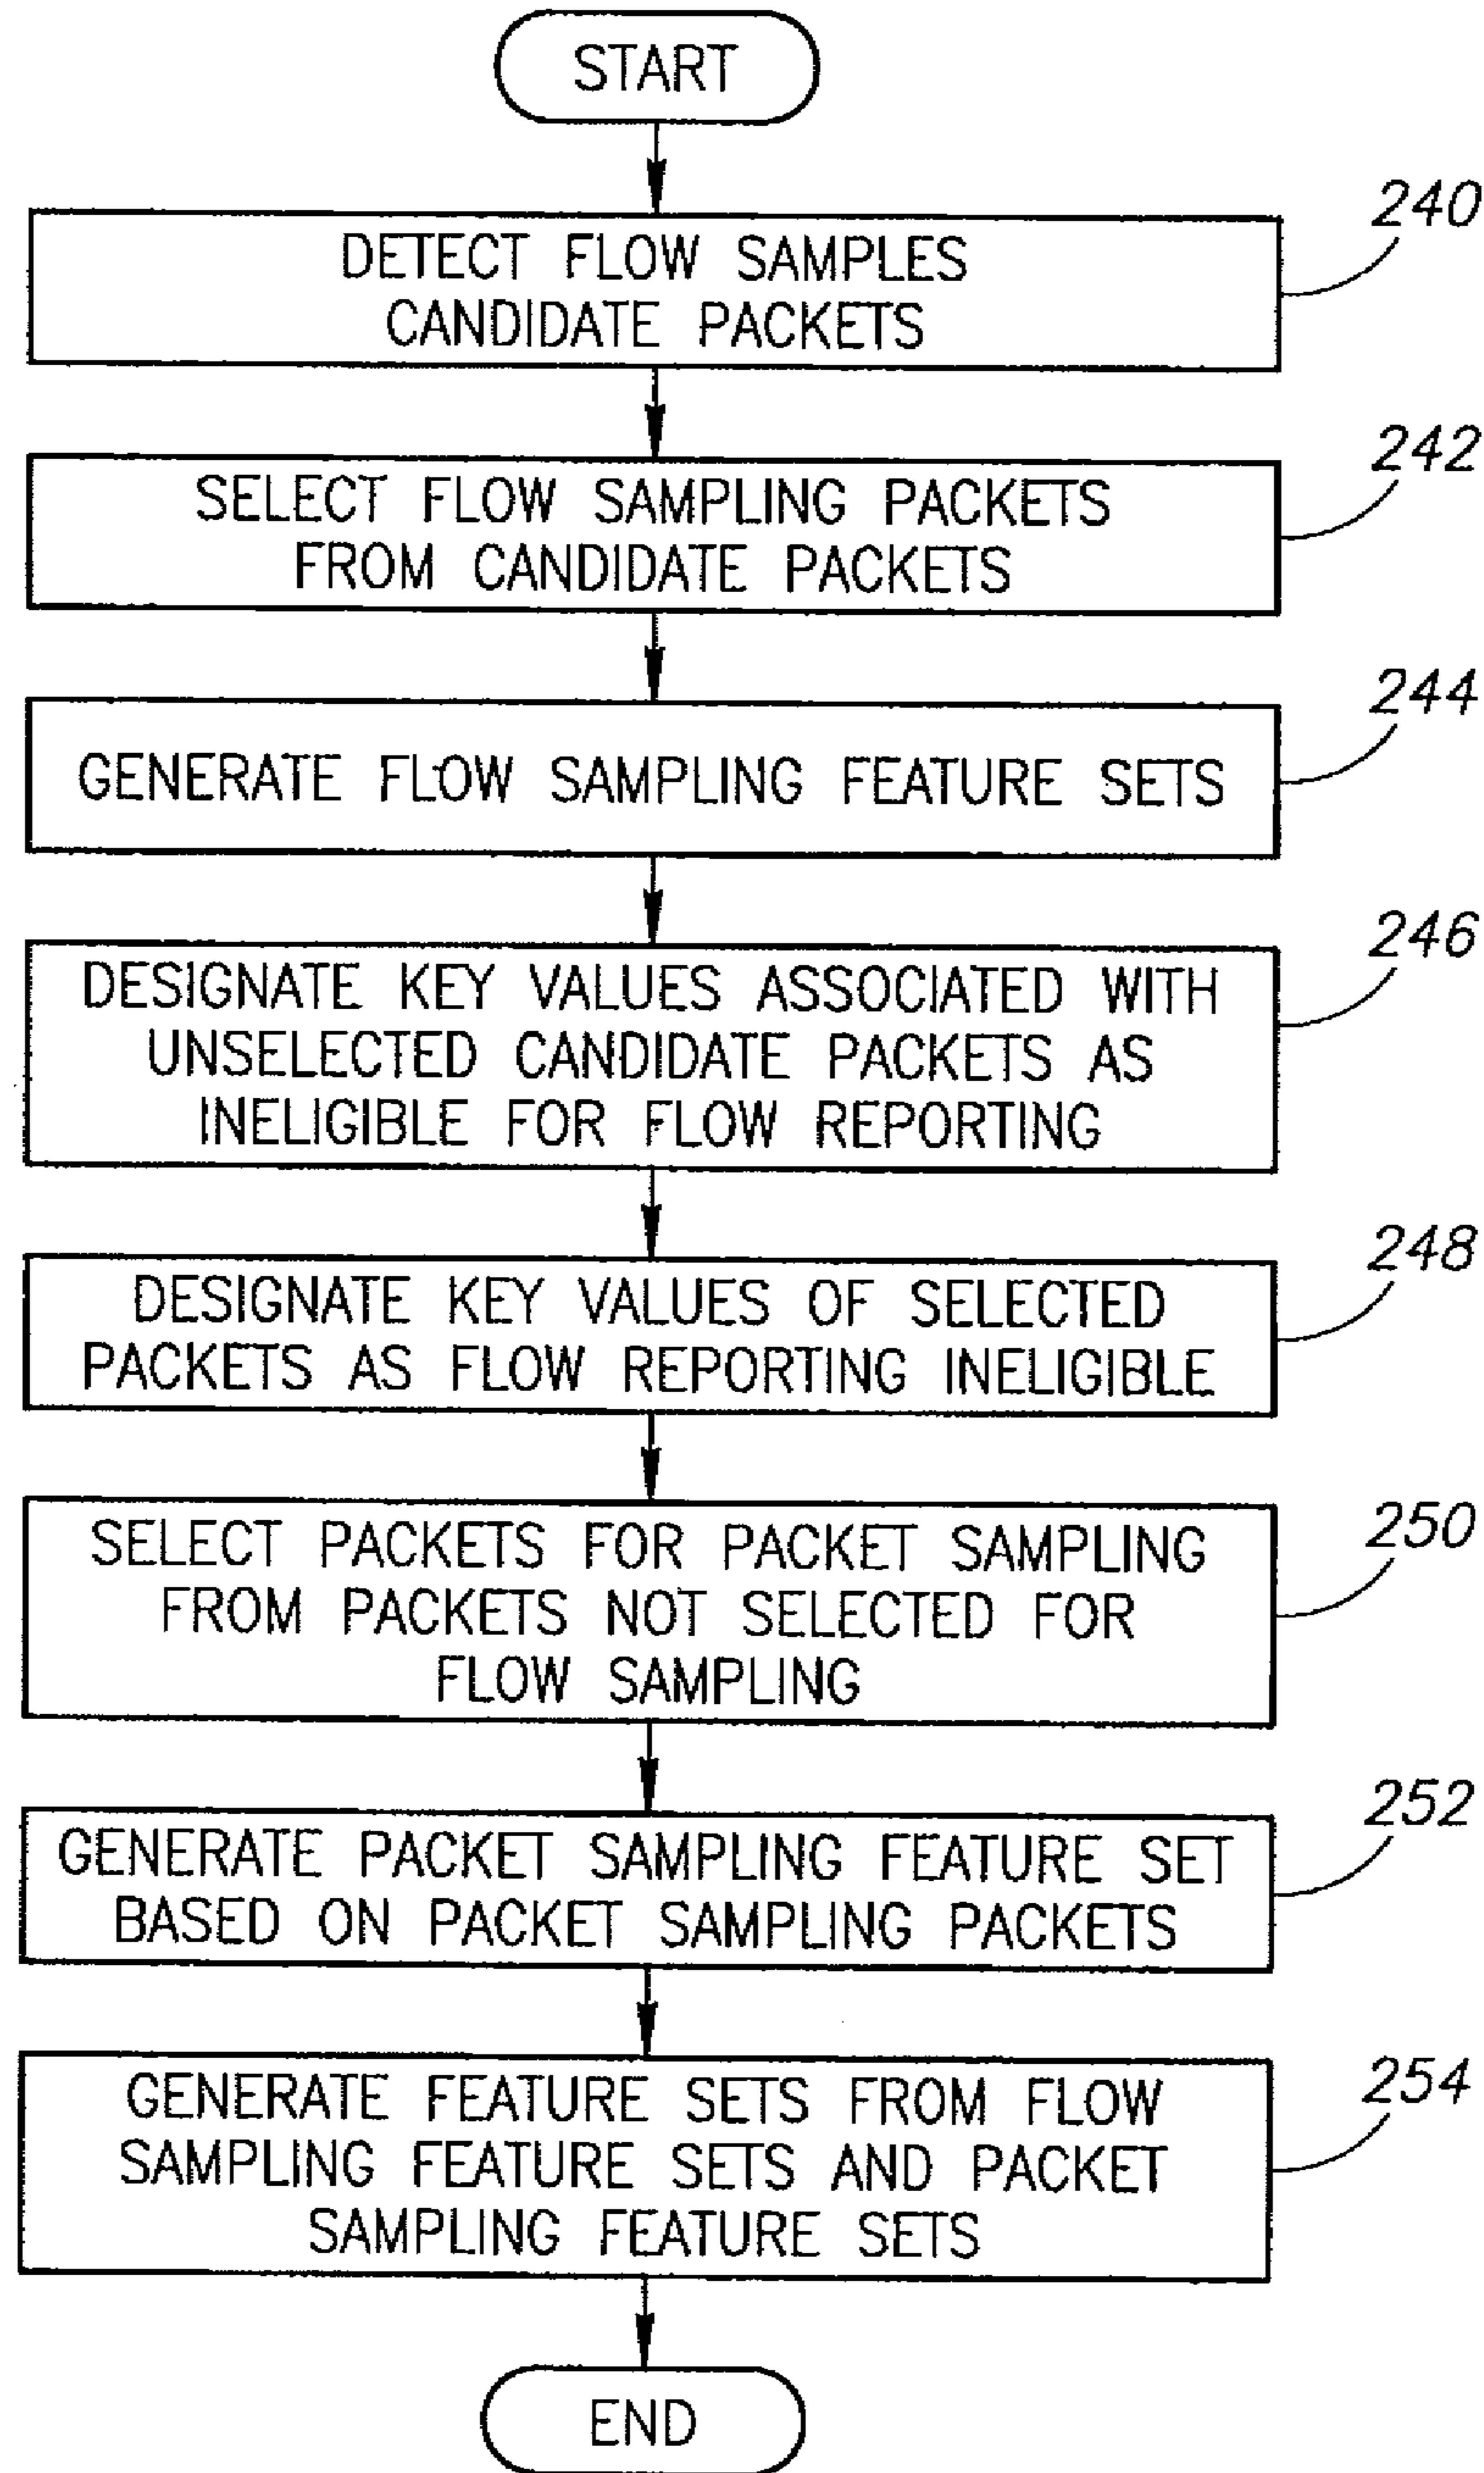 START
DETECT FLOW SAMPLES
CANDIDATE PACKETS
240
SELECT FLOW SAMPLING PACKETS
FROM CANDIDATE PACKETS
242
GENERATE FLOW SAMPLING FEATURE SETS
244
DESIGNATE KEY VALUES ASSOCIATED WITH
UNSELECTED CANDIDATE PACKETS AS
INELIGIBLE FOR FLOW REPORTING
246
DESIGNATE KEY VALUES OF SELECTED
PACKETS AS FLOW REPORTING INELIGIBLE
248
SELECT PACKETS FOR PACKET SAMPLING
FROM PACKETS NOT SELECTED FOR
FLOW SAMPLING
250
GENERATE PACKET SAMPLING FEATURE SET
BASED ON PACKET SAMPLING PACKETS
252
GENERATE FEATURE SETS FROM FLOW
SAMPLING FEATURE SETS AND PACKET
SAMPLING FEATURE SETS
254
END